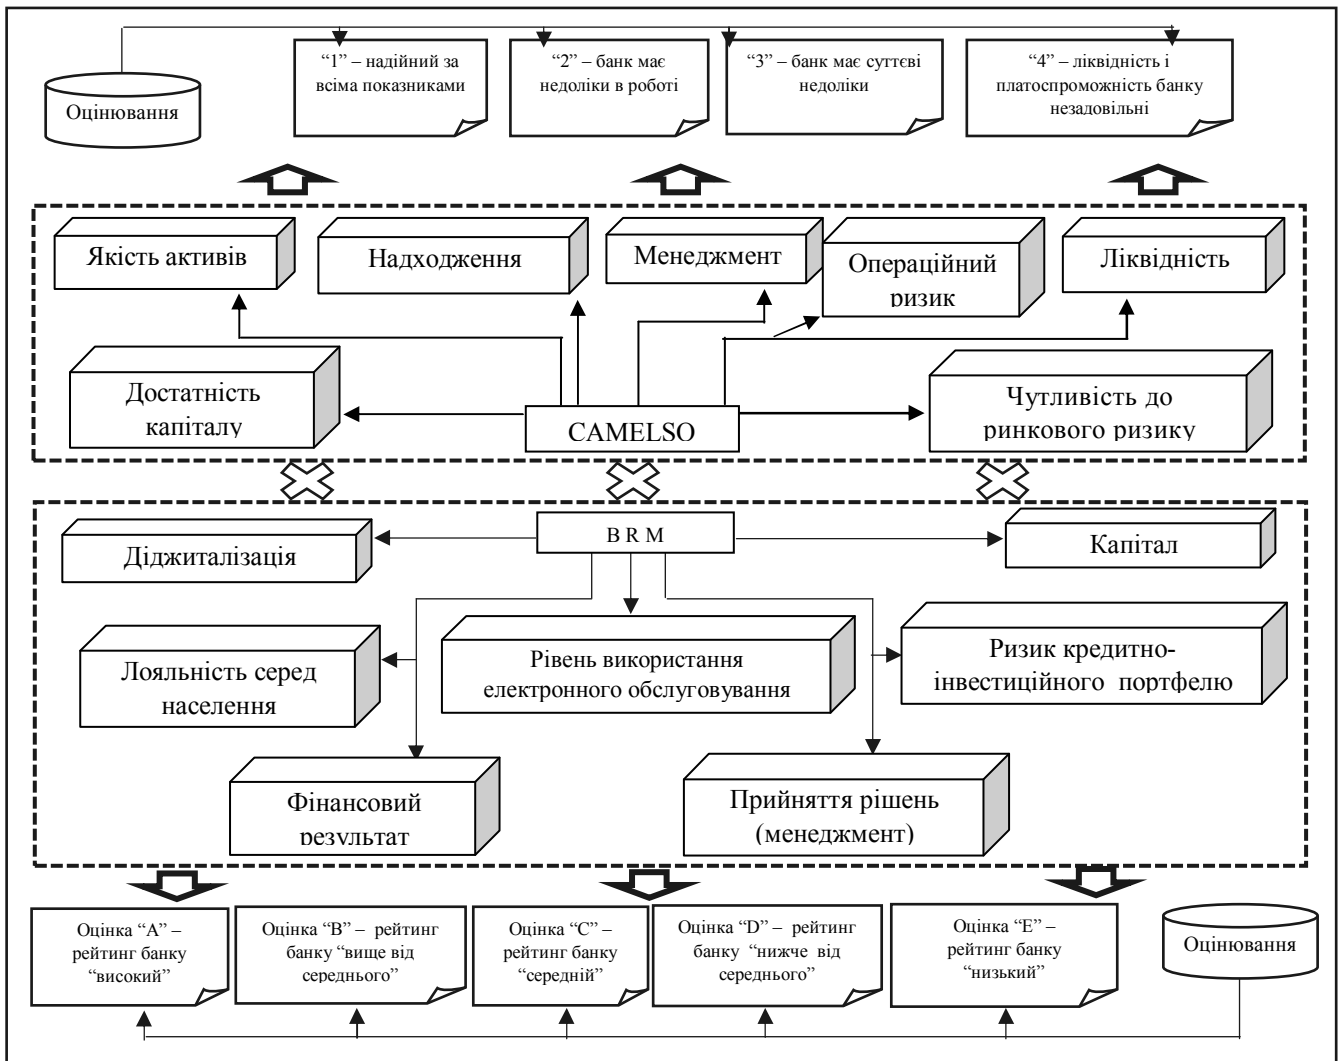 Оцінювання
“1” – надійний за
всіма показниками
“2” – банк має
недоліки в роботі
“3” – банк має суттєві
недоліки
“4” – ліквідність і
платоспроможність банку
незадовільні
Якість активів
Надходження
Менеджмент
Операційний
ризик
Ліквідність
Достатність
капіталу
CAMELSO
Чутливість до
ринкового ризику
B R M
Діджиталізація
Капітал
Лояльність серед
населення
Рівень використання
електронного обслуговування
Ризик кредитно-
інвестиційного портфелю
Фінансовий
результат
Прийняття рішень
(менеджмент)
Оцінка “A” –
рейтинг банку
“високий”
Оцінка “B” – рейтинг
банку “вище від
середнього”
Оцінка “C” –
рейтинг банку
“середній”
Оцінка “D” – рейтинг
банку “нижче від
середнього”
Оцінка “E” –
рейтинг банку
“низький”
Оцінювання